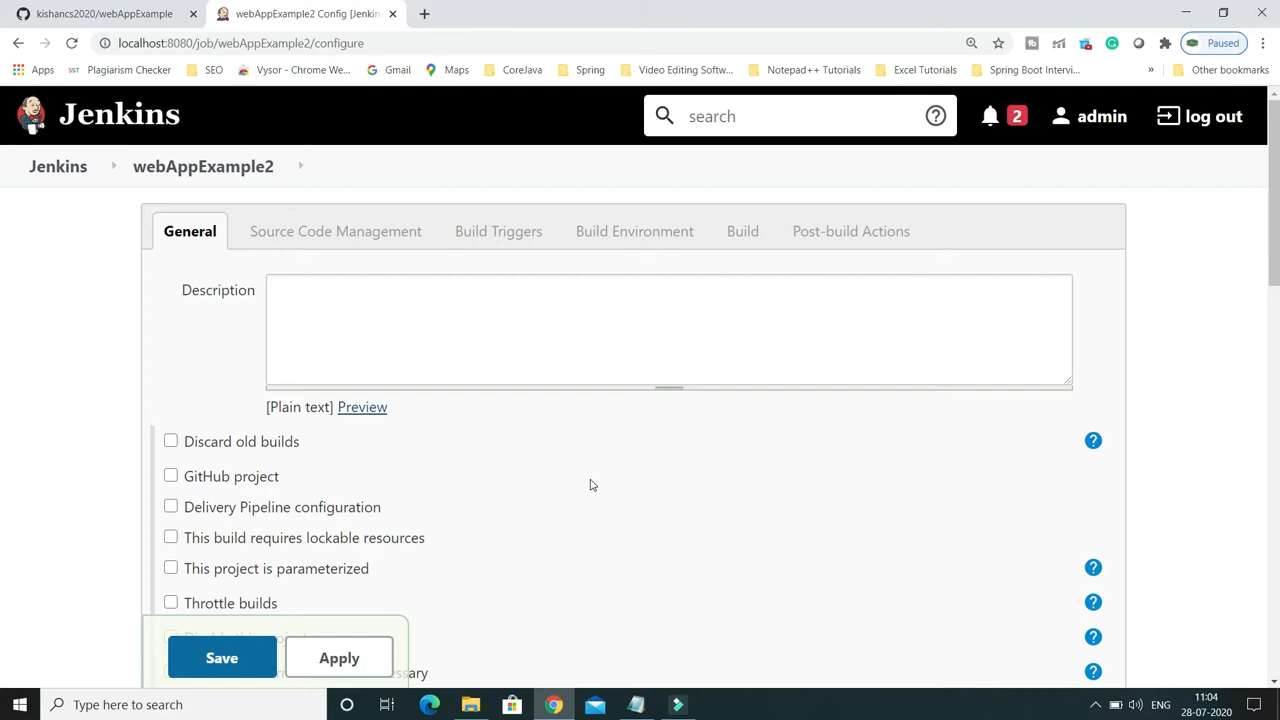 kishancs2020/webAppExample
webAppExample2 Config [Jenkin
localhost:8080/job/webAppExample2/configure
Paused
Apps
SST
Plagiarism Checker
SEO
Vysor - Chrome We...
Gmail
Maps
CoreJava
Spring
Video Editing Softw...
Notepad++ Tutorials
Excel Tutorials
Spring Boot Intervi...
»
Other bookmarks
Jenkins
search
2
admin
log out
Jenkins
webAppExample2
General
Source Code Management
Build Triggers
Build Environment
Build
Post-build Actions
Description
[Plain text] Preview
Discard old builds
GitHub project
Delivery Pipeline configuration
This build requires lockable resources
This project is parameterized
Throttle builds
Save
Apply
Type here to search
ENG
11:04
28-07-2020